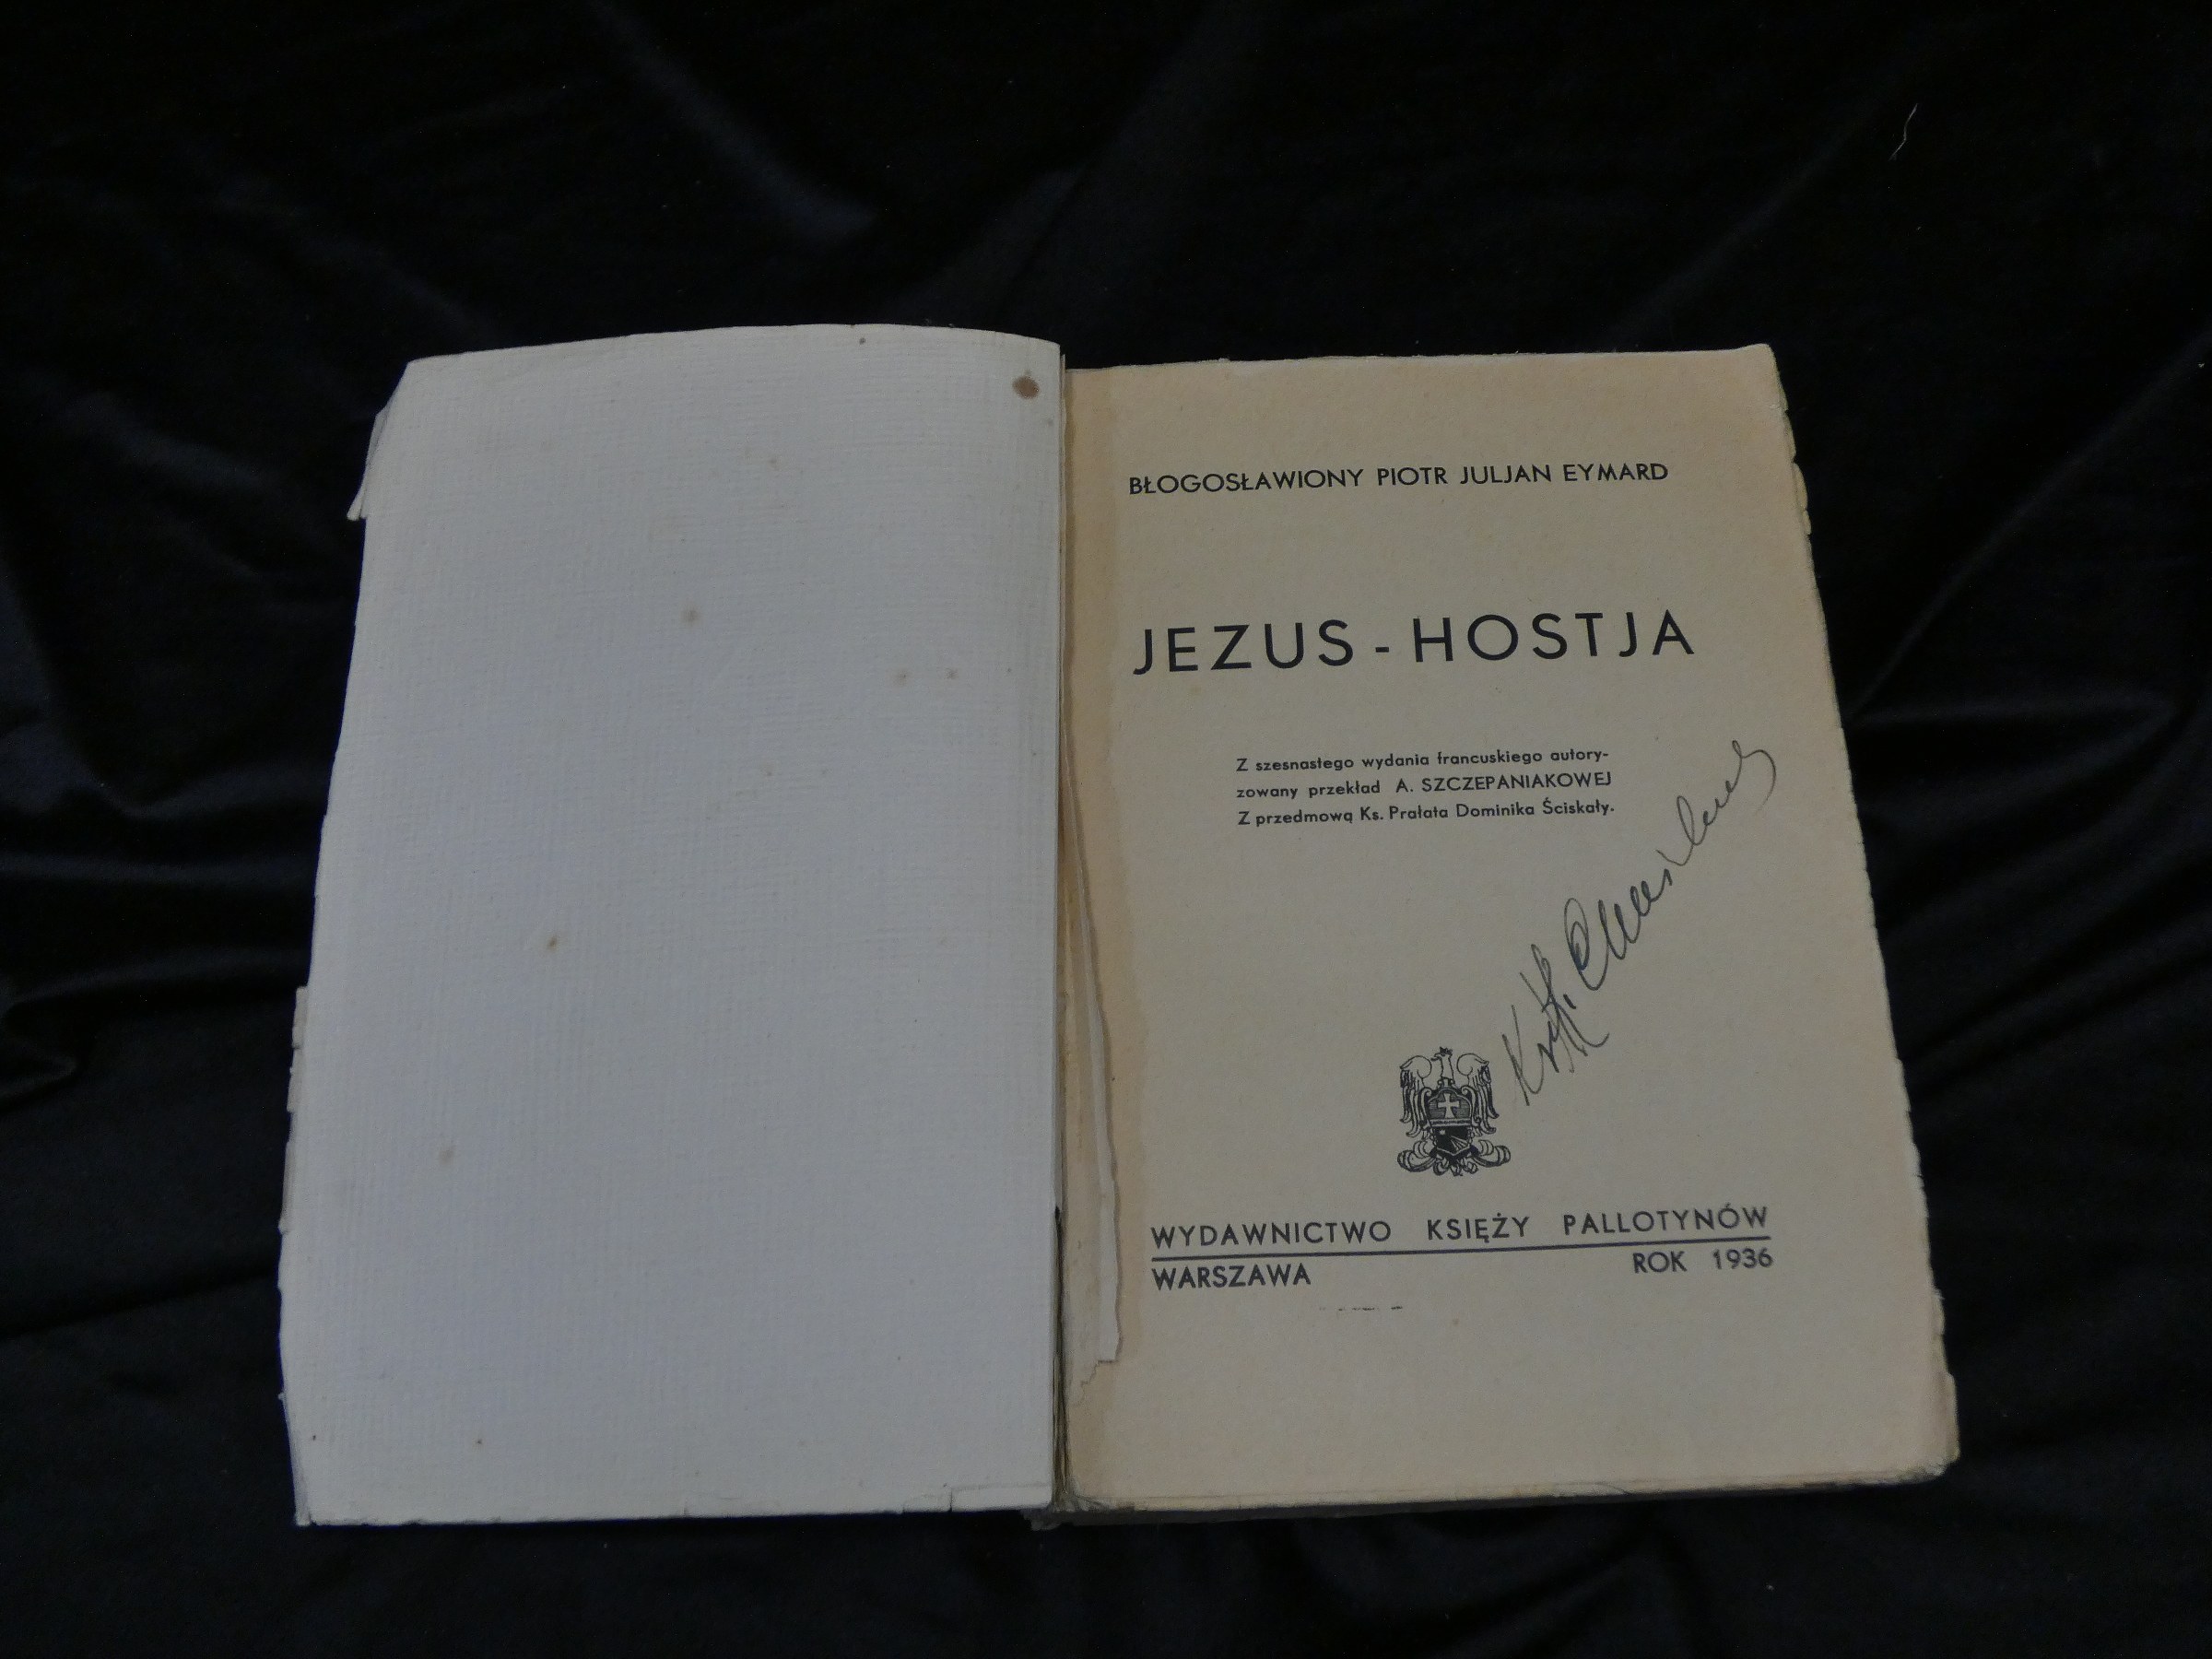 BŁOGOSŁAWIONY PIOTR JULJAN EYMARD
JEZUS - HOSTJA
Z szesnastego wydania francuskiego autory-
zowany przekład A. SZCZEPANIAKOWEJ
Z przedmową Ks. Prałata Dominika Ściskały.
WYDAWNICTWO KSIĘŻY PALLOTYNÓW
WARSZAWA ROK 1936